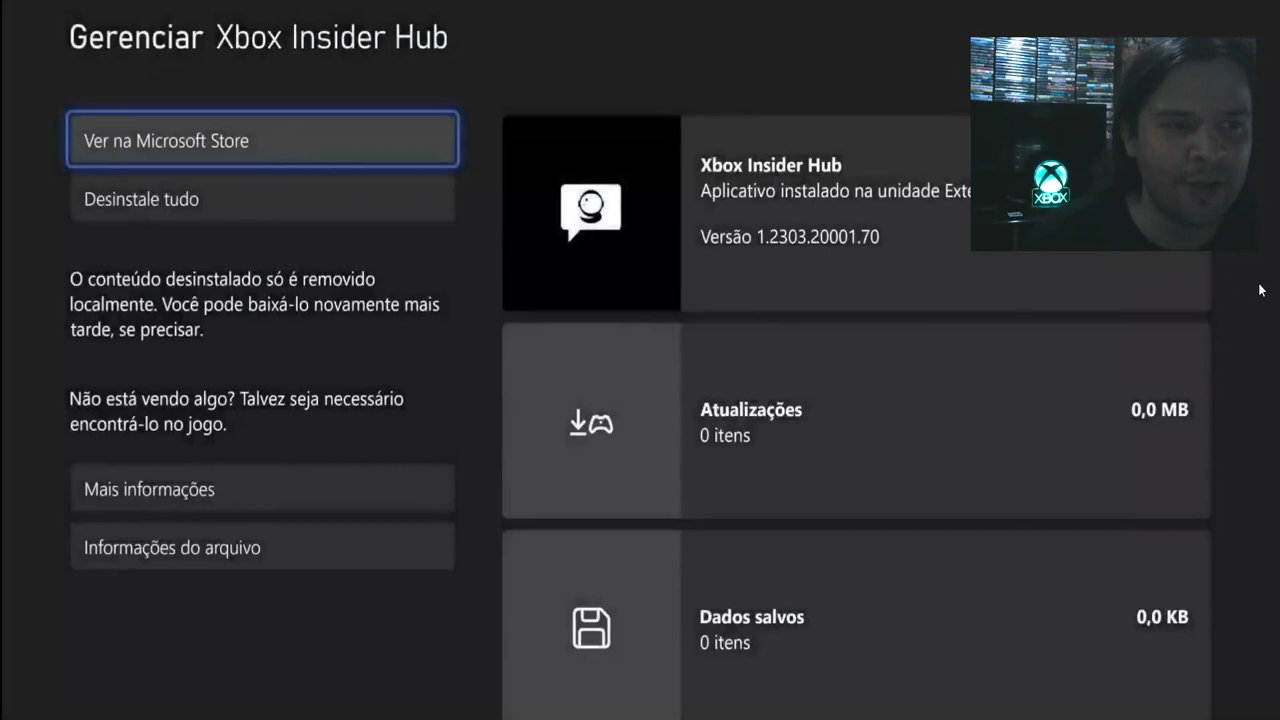 Gerenciar Xbox Insider Hub
Ver na Microsoft Store
Desinstale tudo
O conteúdo desinstalado só é removido
localmente. Você pode baixá-lo novamente mais
tarde, se precisar.
Não está vendo algo? Talvez seja necessário
encontrá-lo no jogo.
Mais informações
Informações do arquivo
Xbox Insider Hub
Aplicativo instalado na unidade
Versão 1.2303.20001.70
Atualizações
0,0 MB
0 itens
Dados salvos
0,0 KB
0 itens
XBOX